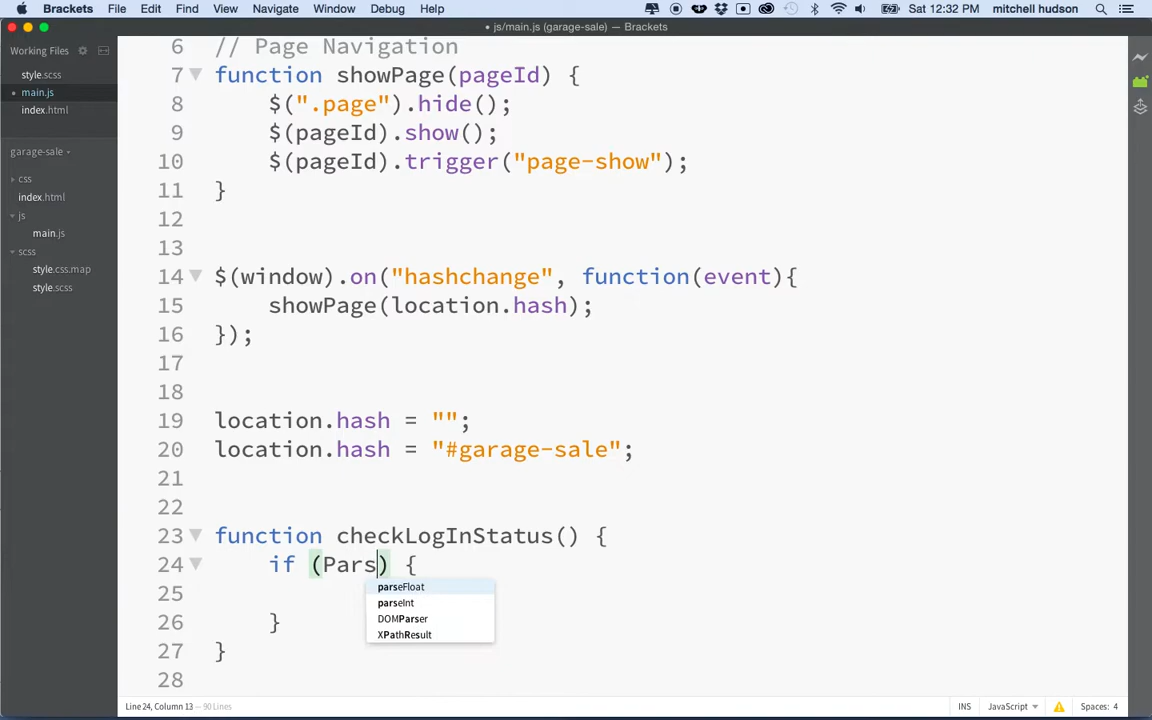 Brackets File Edit Find View Navigate Window Debug Help Sat 12:32 PM mitchell hudson
• js/main.js (garage-sale) — Brackets
Working Files
style.scss
• main.js
index.html
garage-sale
css
index.html
js
main.js
scss
style.css.map
style.scss
6 // Page Navigation
7 function showPage(pageId) {
8 $(".page").hide();
9 $(pageId).show();
10 $(pageId).trigger("page-show");
11 }
12
13
14 $(window).on("hashchange", function(event){
15 showPage(location.hash);
16 });
17
18
19 location.hash = "";
20 location.hash = "#garage-sale";
21
22
23 function checkLogInStatus() {
24 if (Pars) {
parseFloat
25
parseInt
DOMParser
26 }
XPathResult
27 }
28
Line 24, Column 13 — 90 Lines INS JavaScript Spaces: 4